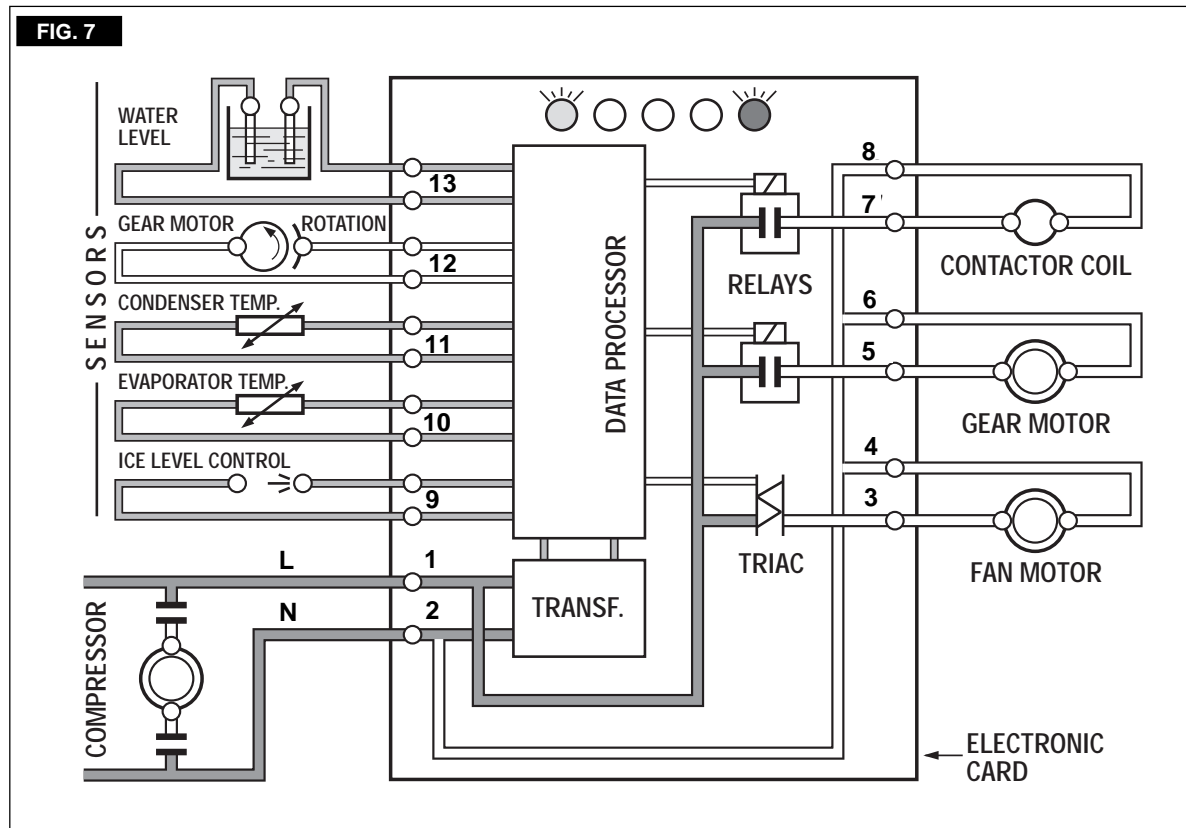 FIG. 7
SENSORS
WATER
LEVEL
13
GEAR MOTOR ROTATION
12
CONDENSER TEMP.
11
EVAPORATOR TEMP.
10
ICE LEVEL CONTROL
9
L
1
N
2
COMPRESSOR
DATA PROCESSOR
TRANSF.
RELAYS
TRIAC
8
7
CONTACTOR COIL
6
5
GEAR MOTOR
4
3
FAN MOTOR
ELECTRONIC
CARD